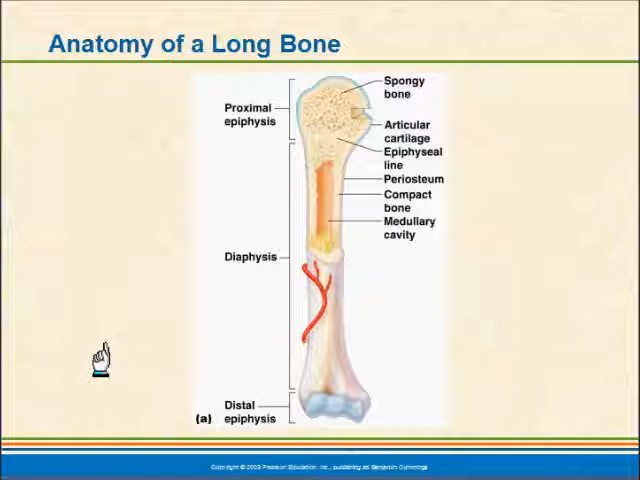 Anatomy of a Long Bone
Spongy
bone
Proximal
epiphysis
Articular
cartilage
Epiphyseal
line
Periosteum
Compact
bone
Medullary
cavity
Diaphysis
Distal
epiphysis
(a)
Copyright © 2009 Pearson Education, Inc., publishing as Benjamin Cummings